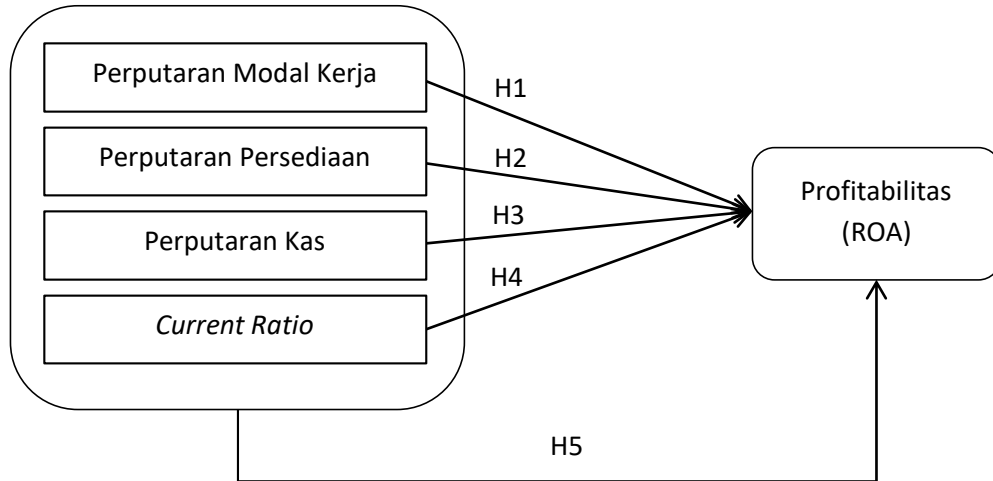 Perputaran Modal Kerja
H1
Perputaran Persediaan
H2
Perputaran Kas
H3
Current Ratio
H4
Profitabilitas
(ROA)
H5